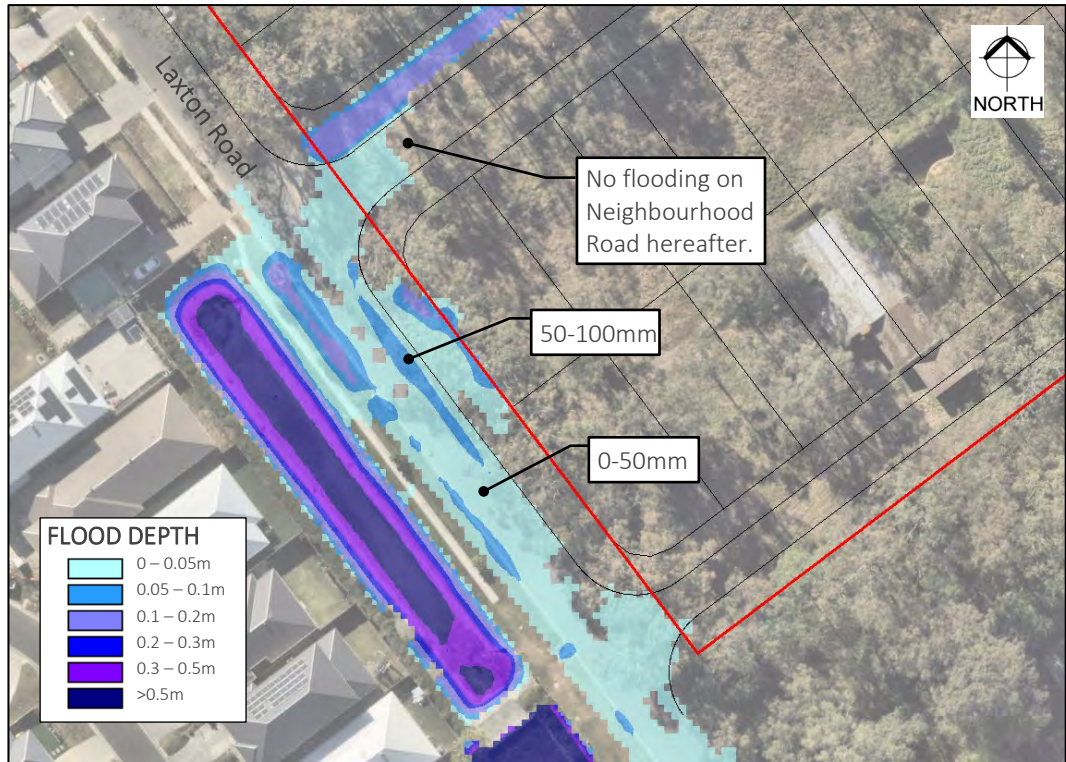 Laxton Road
NORTH
No flooding on
Neighbourhood
Road hereafter.
50-100mm
0-50mm
FLOOD DEPTH
0 – 0.05m
0.05 – 0.1m
0.1 – 0.2m
0.2 – 0.3m
0.3 – 0.5m
>0.5m